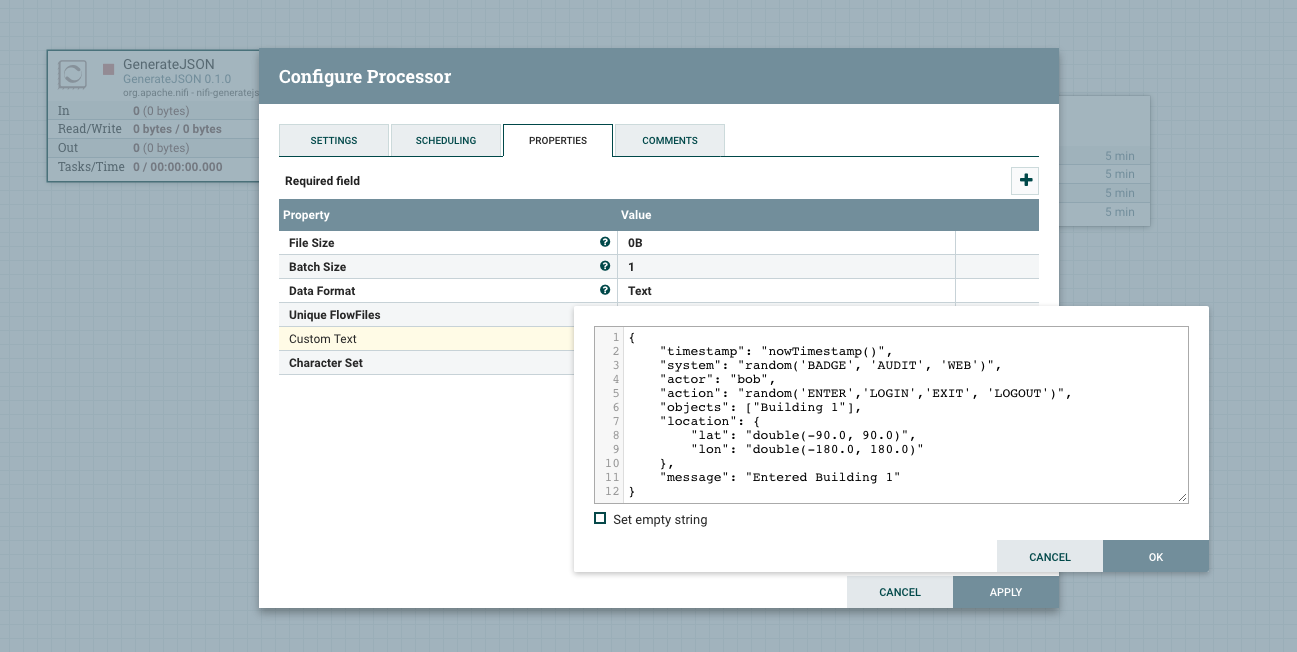 GenerateJSON
GenerateJSON 0.1.0
org.apache.nifi - nifi-generatejs
In 0 (0 bytes)
Read/Write 0 bytes / 0 bytes
Out 0 (0 bytes)
Tasks/Time 0 / 00:00:00.000
5 min
5 min
5 min
5 min
Configure Processor
SETTINGS SCHEDULING PROPERTIES COMMENTS
Required field
Property Value
File Size 0B
Batch Size 1
Data Format Text
Unique FlowFiles
Custom Text
Character Set
1 {
2     "timestamp": "nowTimestamp()",
3     "system": "random('BADGE', 'AUDIT', 'WEB')",
4     "actor": "bob",
5     "action": "random('ENTER','LOGIN','EXIT', 'LOGOUT')",
6     "objects": ["Building 1"],
7     "location": {
8         "lat": "double(-90.0, 90.0)",
9         "lon": "double(-180.0, 180.0)"
10     },
11     "message": "Entered Building 1"
12 }
Set empty string
CANCEL OK
CANCEL APPLY